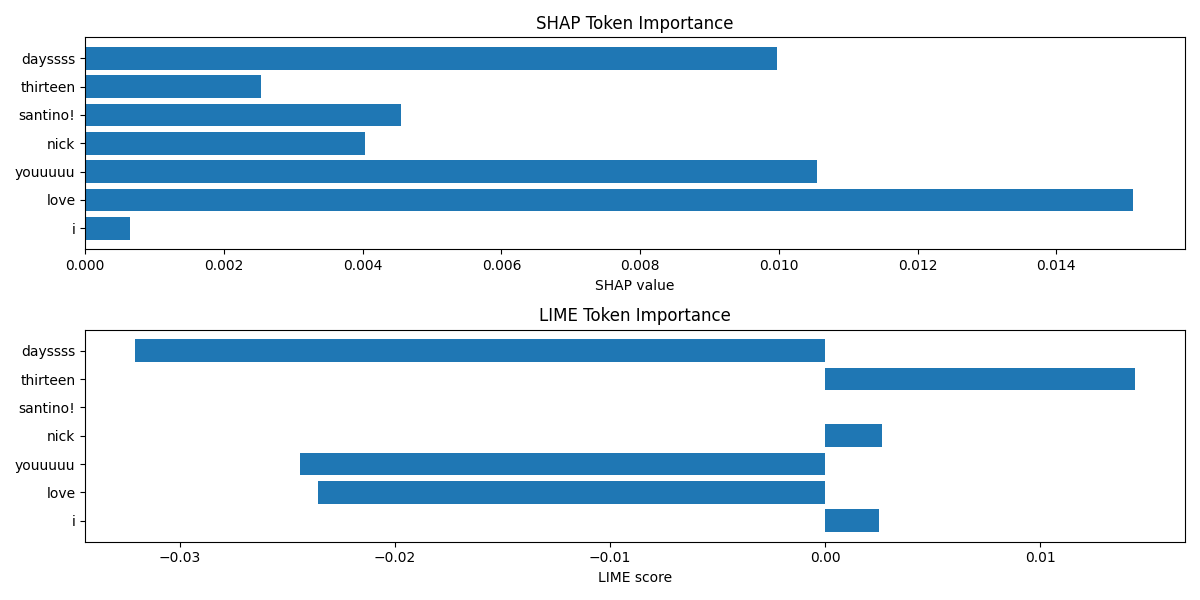 SHAP Token Importance
dayssss
thirteen
santino!
nick
youuuuu
love
i
0.000 0.002 0.004 0.006 0.008 0.010 0.012 0.014
SHAP value
LIME Token Importance
dayssss
thirteen
santino!
nick
youuuuu
love
i
−0.03 −0.02 −0.01 0.00 0.01
LIME score